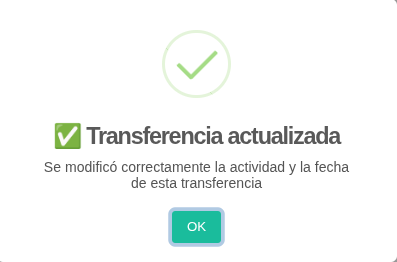 ✅ Transferencia actualizada
Se modificó correctamente la actividad y la fecha
de esta transferencia
OK